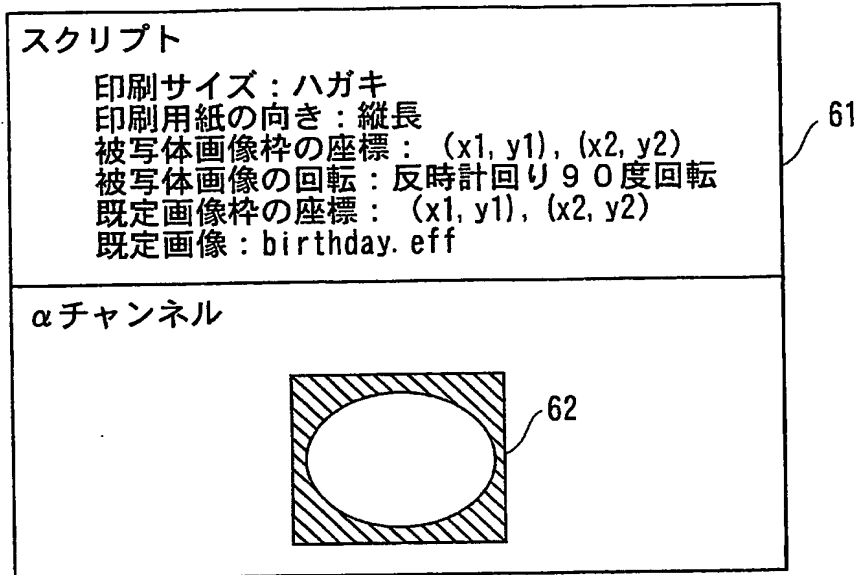 スクリプト
印刷サイズ：ハガキ
印刷用紙の向き：縦長
被写体画像枠の座標： (x1, y1), (x2, y2)
被写体画像の回転：反時計回り９０度回転
既定画像枠の座標： (x1, y1), (x2, y2)
既定画像：birthday.eff
61
αチャンネル
62